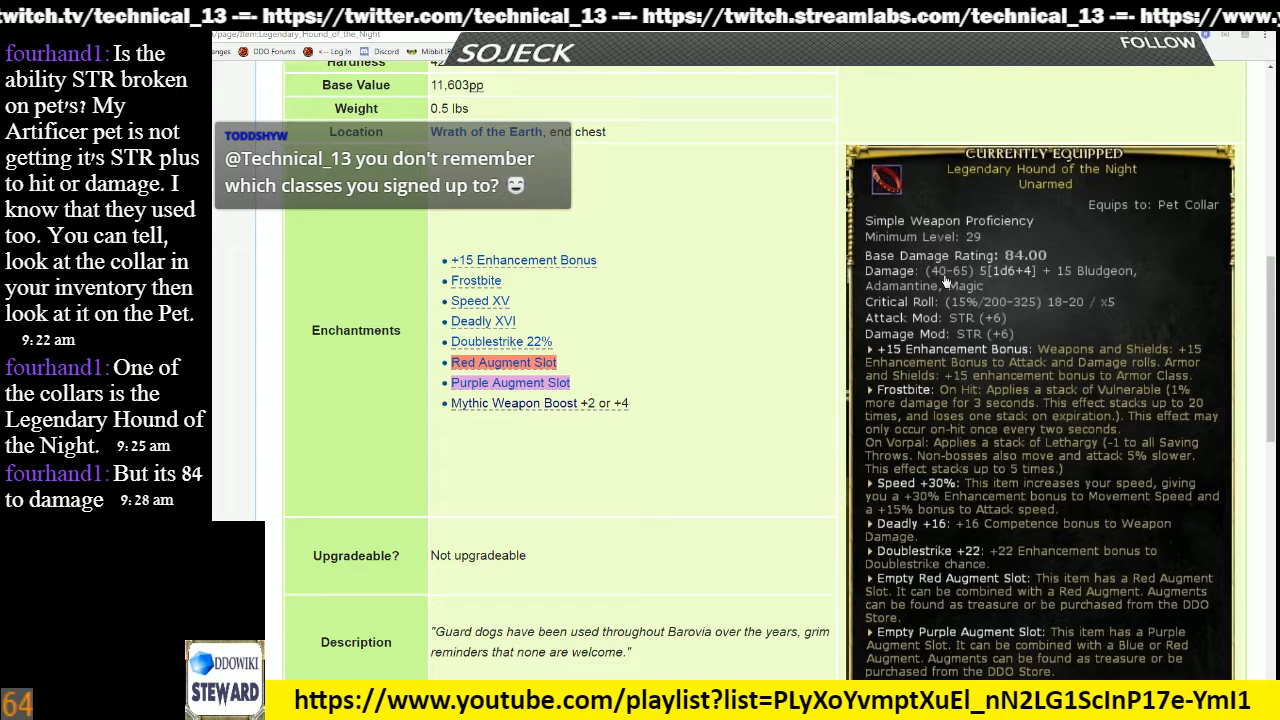 twitch.tv/technical_13 -=- https://twitter.com/technical_13 -=- https://twitch.streamlabs.com/technical_13 -=- https://www.
/page/Item:Legendary_Hound_of_the_Night
DDO Forums <-- Log In Discord Mibbit
SOJECK
FOLLOW
fourhand1: Is the
ability STR broken
on pet's? My
Artificer pet is not
getting it's STR plus
to hit or damage. I
know that they used
too. You can tell,
look at the collar in
your inventory then
look at it on the Pet.
9:22 am
fourhand1: One of
the collars is the
Legendary Hound of
the Night. 9:25 am
fourhand1: But its 84
to damage 9:28 am
TODDSHYW
@Technical_13 you don't remember
which classes you signed up to?
Hardness 42
Base Value 11,603pp
Weight 0.5 lbs
Location Wrath of the Earth, end chest
Enchantments
+15 Enhancement Bonus
Frostbite
Speed XV
Deadly XVI
Doublestrike 22%
Red Augment Slot
Purple Augment Slot
Mythic Weapon Boost +2 or +4
Upgradeable? Not upgradeable
Description
"Guard dogs have been used throughout Barovia over the years, grim
reminders that none are welcome."
CURRENTLY EQUIPPED
Legendary Hound of the Night
Unarmed
Equips to: Pet Collar
Simple Weapon Proficiency
Minimum Level: 29
Base Damage Rating: 84.00
Damage: (40-65) 5[1d6+4] + 15 Bludgeon,
Adamantine, Magic
Critical Roll: (15%/200-325) 18-20 / x5
Attack Mod: STR (+6)
Damage Mod: STR (+6)
+15 Enhancement Bonus: Weapons and Shields: +15
Enhancement Bonus to Attack and Damage rolls. Armor
and Shields: +15 enhancement bonus to Armor Class.
Frostbite: On Hit: Applies a stack of Vulnerable (1%
more damage for 3 seconds. This effect stacks up to 20
times, and loses one stack on expiration.). This effect may
only occur on-hit once every two seconds.
On Vorpal: Applies a stack of Lethargy (-1 to all Saving
Throws. Non-bosses also move and attack 5% slower.
This effect stacks up to 5 times.)
Speed +30%: This item increases your speed, giving
you a +30% Enhancement bonus to Movement Speed and
a +15% bonus to Attack speed.
Deadly +16: +16 Competence bonus to Weapon
Damage.
Doublestrike +22: +22 Enhancement bonus to
Doublestrike chance.
Empty Red Augment Slot: This item has a Red Augment
Slot. It can be combined with a Red Augment. Augments
can be found as treasure or be purchased from the DDO
Store.
Empty Purple Augment Slot: This item has a Purple
Augment Slot. It can be combined with a Blue or Red
Augment. Augments can be found as treasure or be
purchased from the DDO Store.
DDOWIKI
STEWARD
64
https://www.youtube.com/playlist?list=PLyXoYvmptXuEl_nN2LG1ScInP17e-YmI1